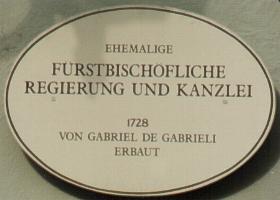 EHEMALIGE
FÜRSTBISCHÖFLICHE
REGIERUNG UND KANZLEI
1728
VON GABRIEL DE GABRIELI
ERBAUT